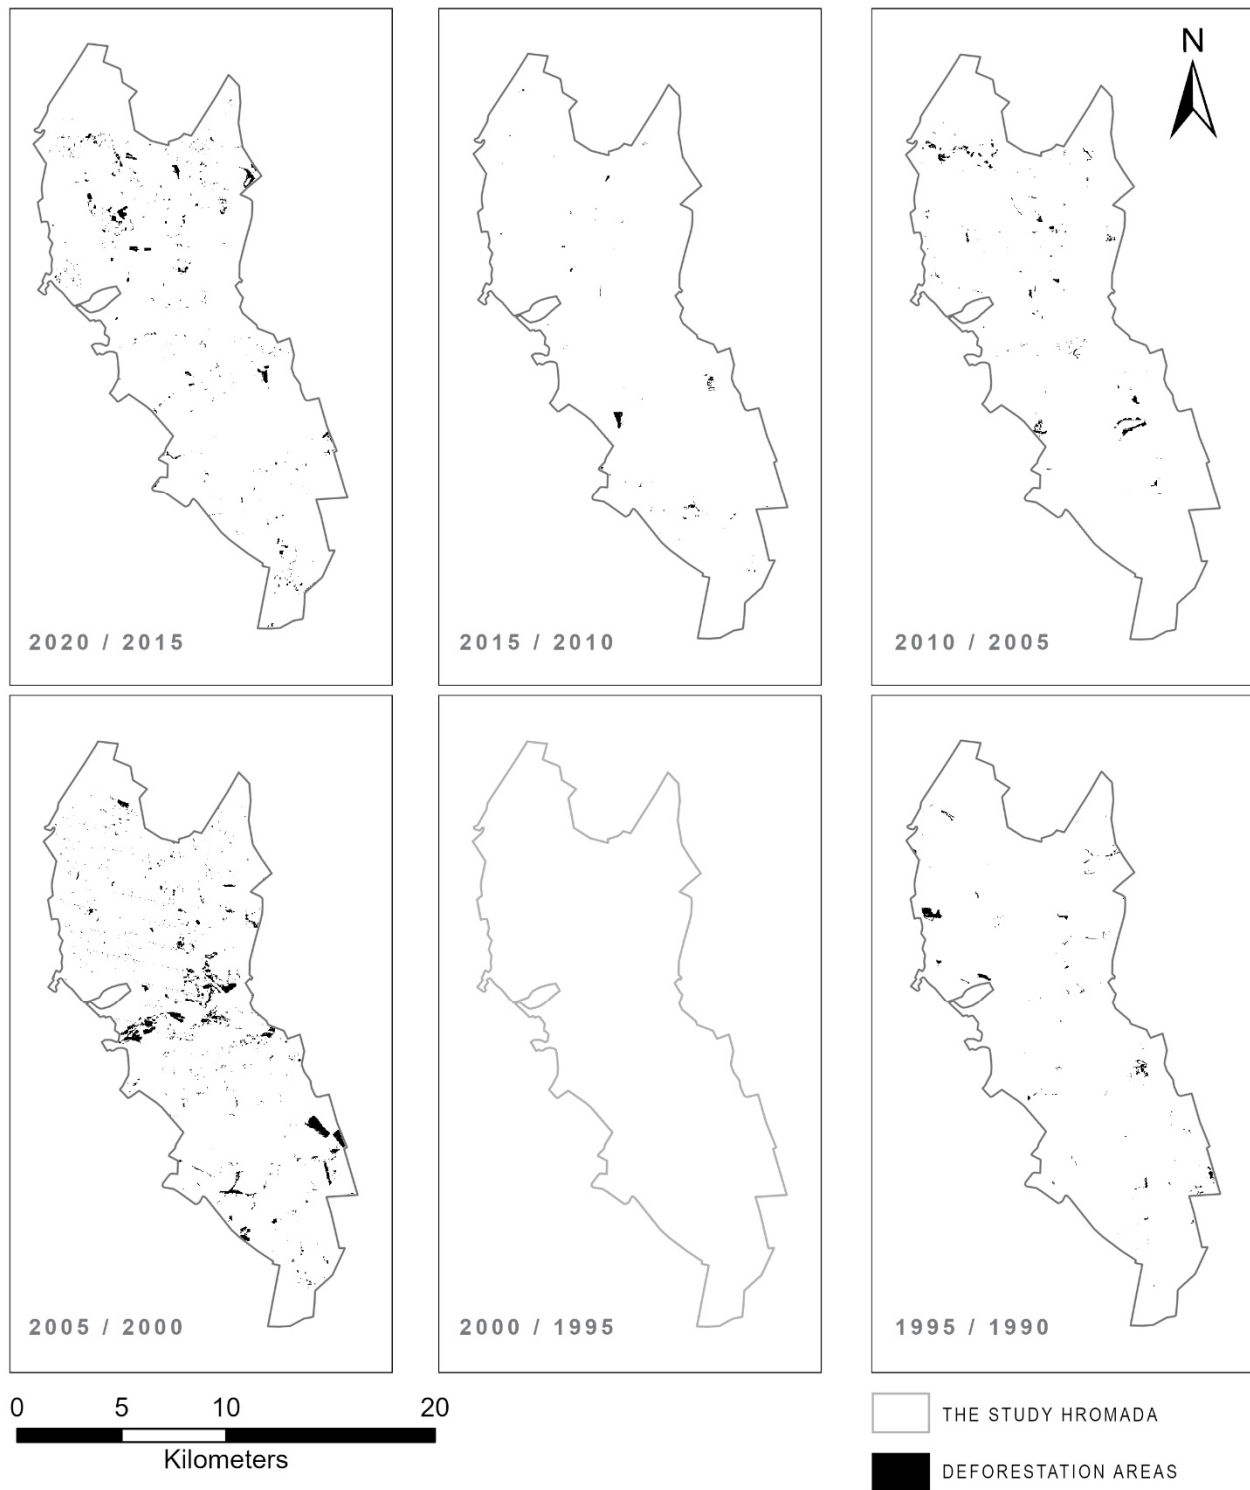 N
2020 / 2015
2015 / 2010
2010 / 2005
2005 / 2000
2000 / 1995
1995 / 1990
0 5 10 20
Kilometers
THE STUDY HROMADA
DEFORESTATION AREAS